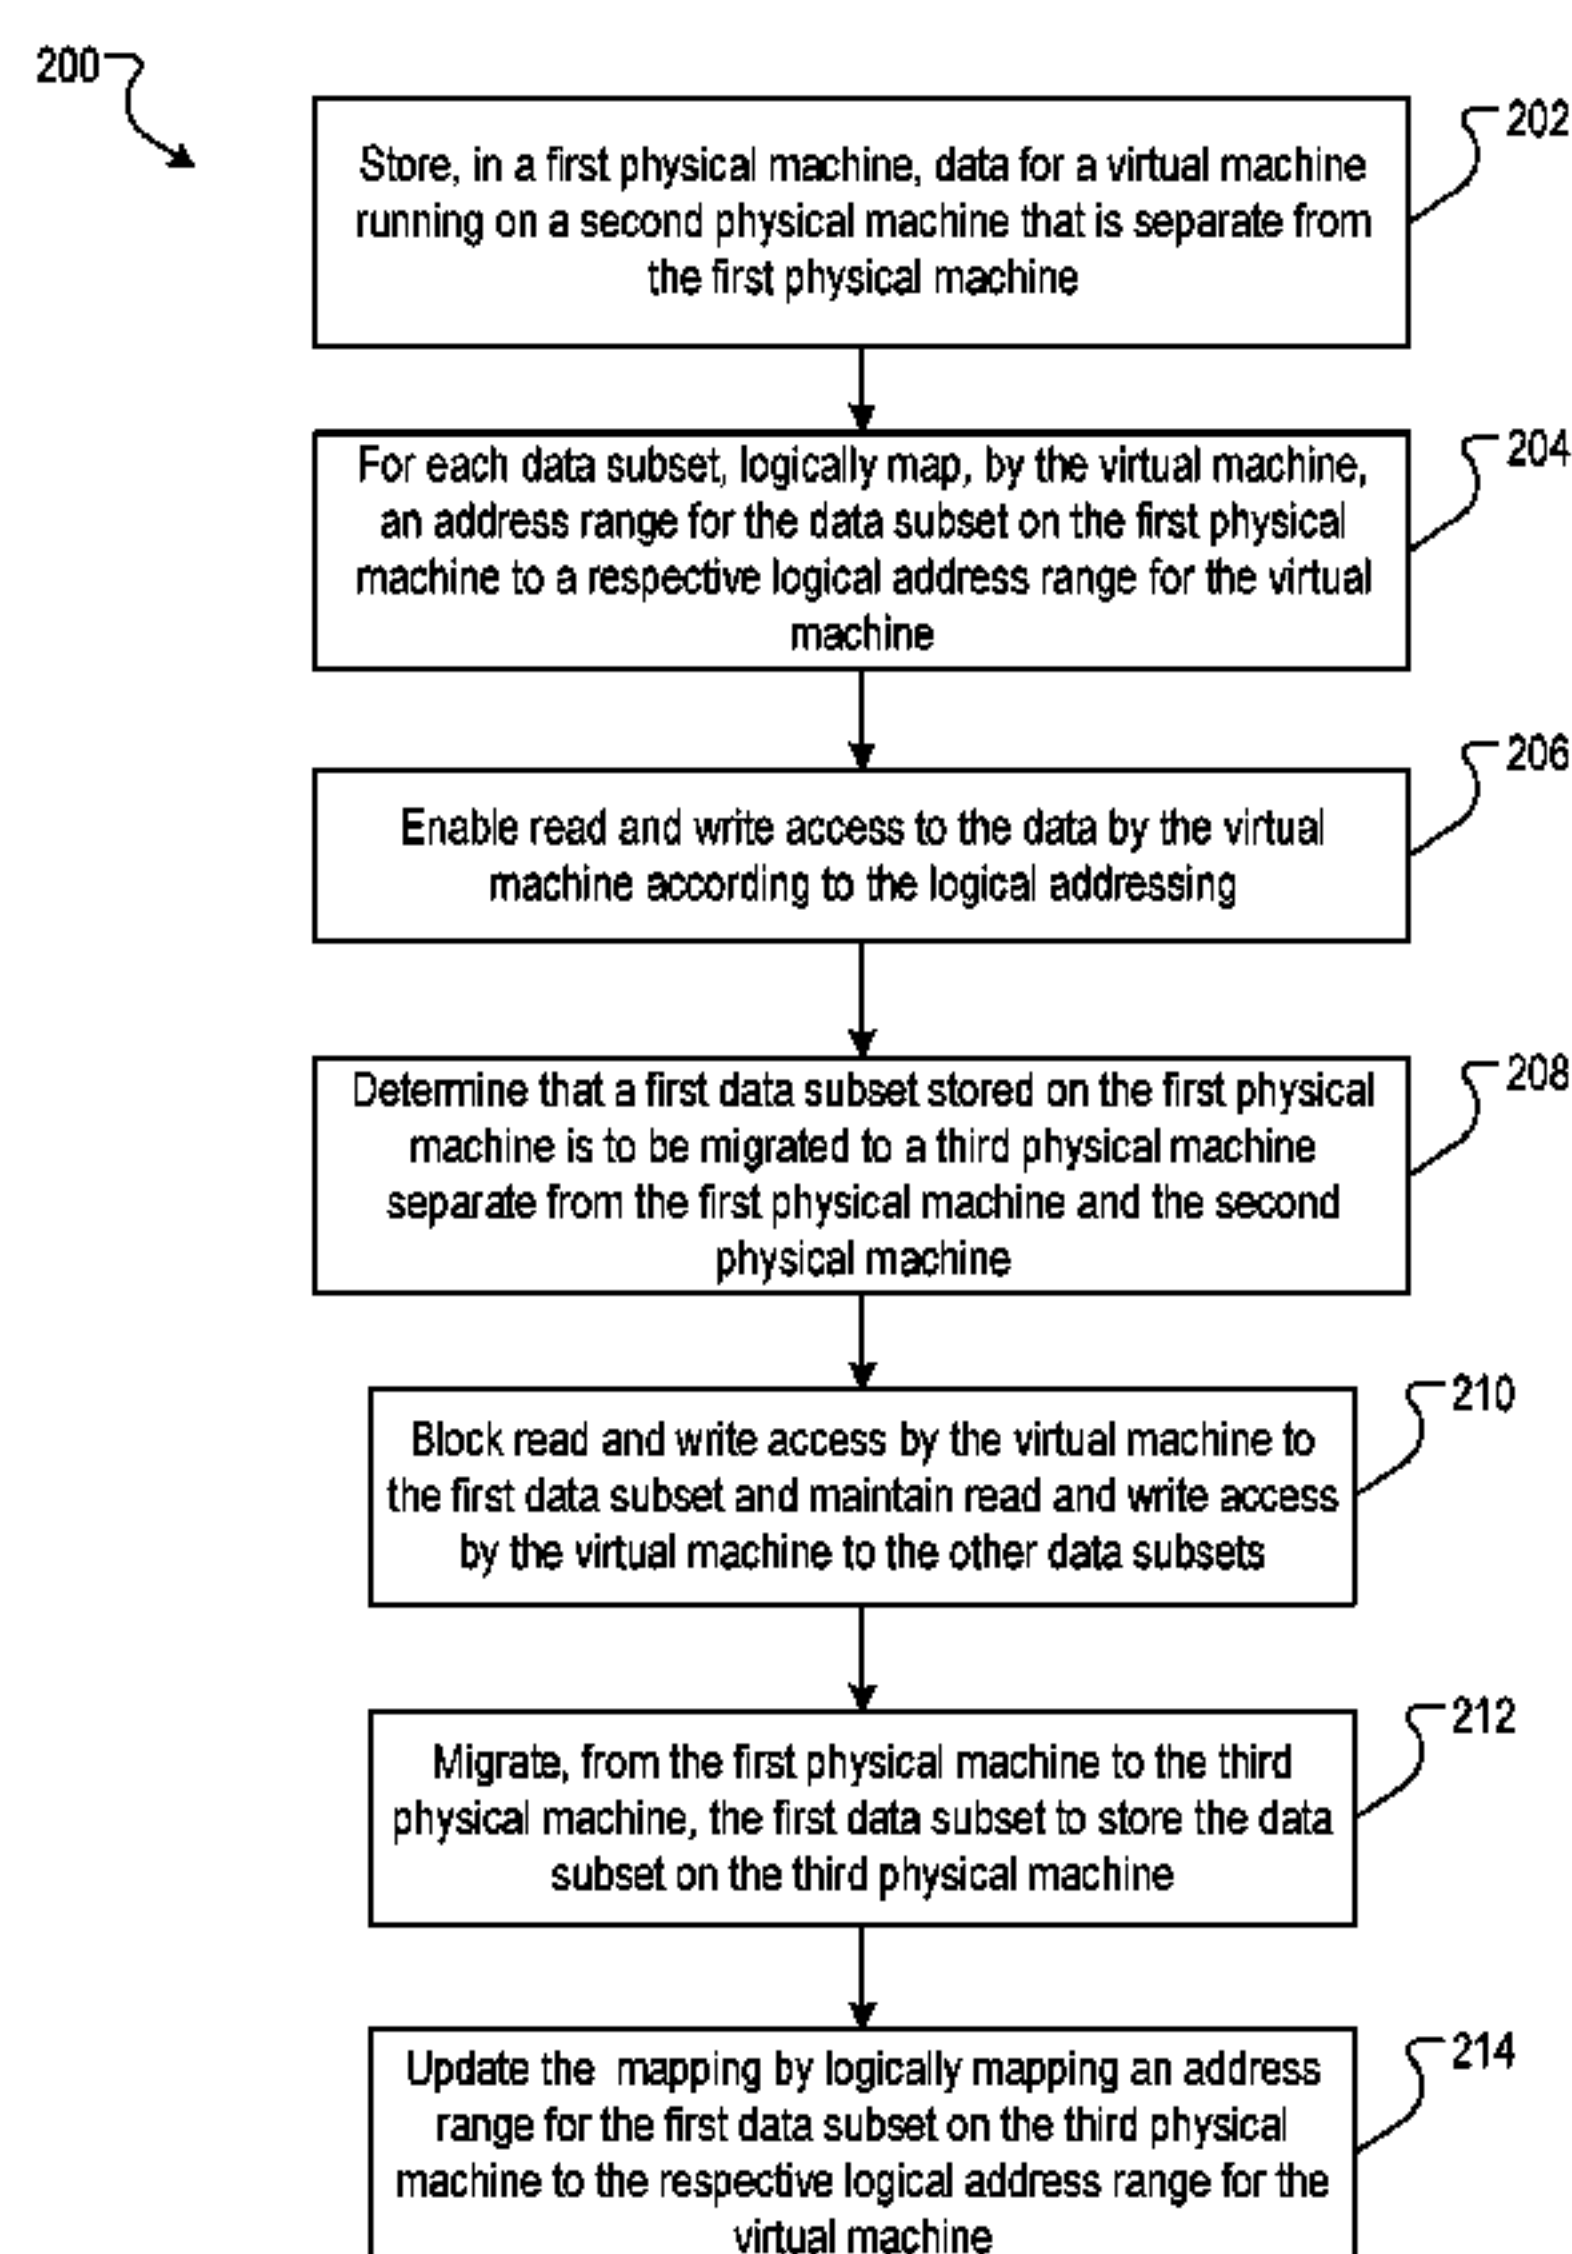 200
202
Store, in a first physical machine, data for a virtual machine
running on a second physical machine that is separate from
the first physical machine
204
For each data subset, logically map, by the virtual machine,
an address range for the data subset on the first physical
machine to a respective logical address range for the virtual
machine
206
Enable read and write access to the data by the virtual
machine according to the logical addressing
208
Determine that a first data subset stored on the first physical
machine is to be migrated to a third physical machine
separate from the first physical machine and the second
physical machine
210
Block read and write access by the virtual machine to
the first data subset and maintain read and write access
by the virtual machine to the other data subsets
212
Migrate, from the first physical machine to the third
physical machine, the first data subset to store the data
subset on the third physical machine
214
Update the mapping by logically mapping an address
range for the first data subset on the third physical
machine to the respective logical address range for the
virtual machine